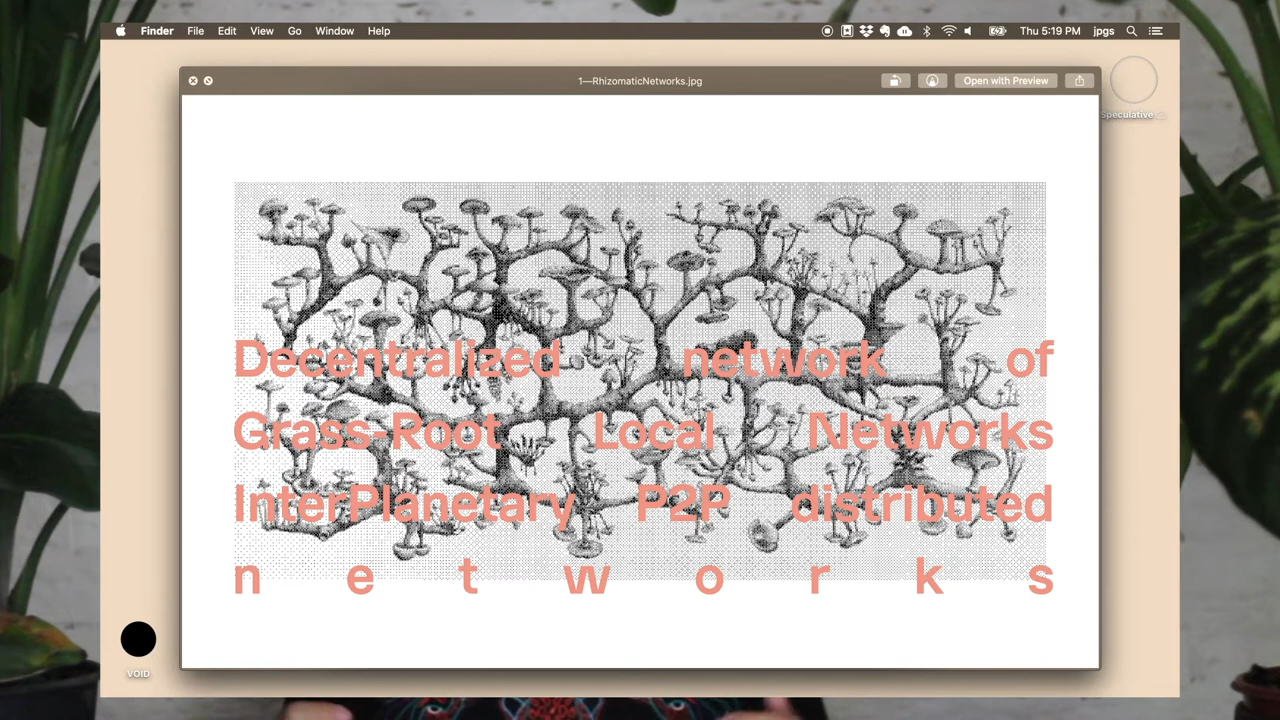 Finder File Edit View Go Window Help Thu 5:19 PM jpgs
1—RhizomaticNetworks.jpg Open with Preview
Speculative
Decentralized network of
Grass-Root Local Networks
InterPlanetary P2P distributed
n e t w o r k s
VOID